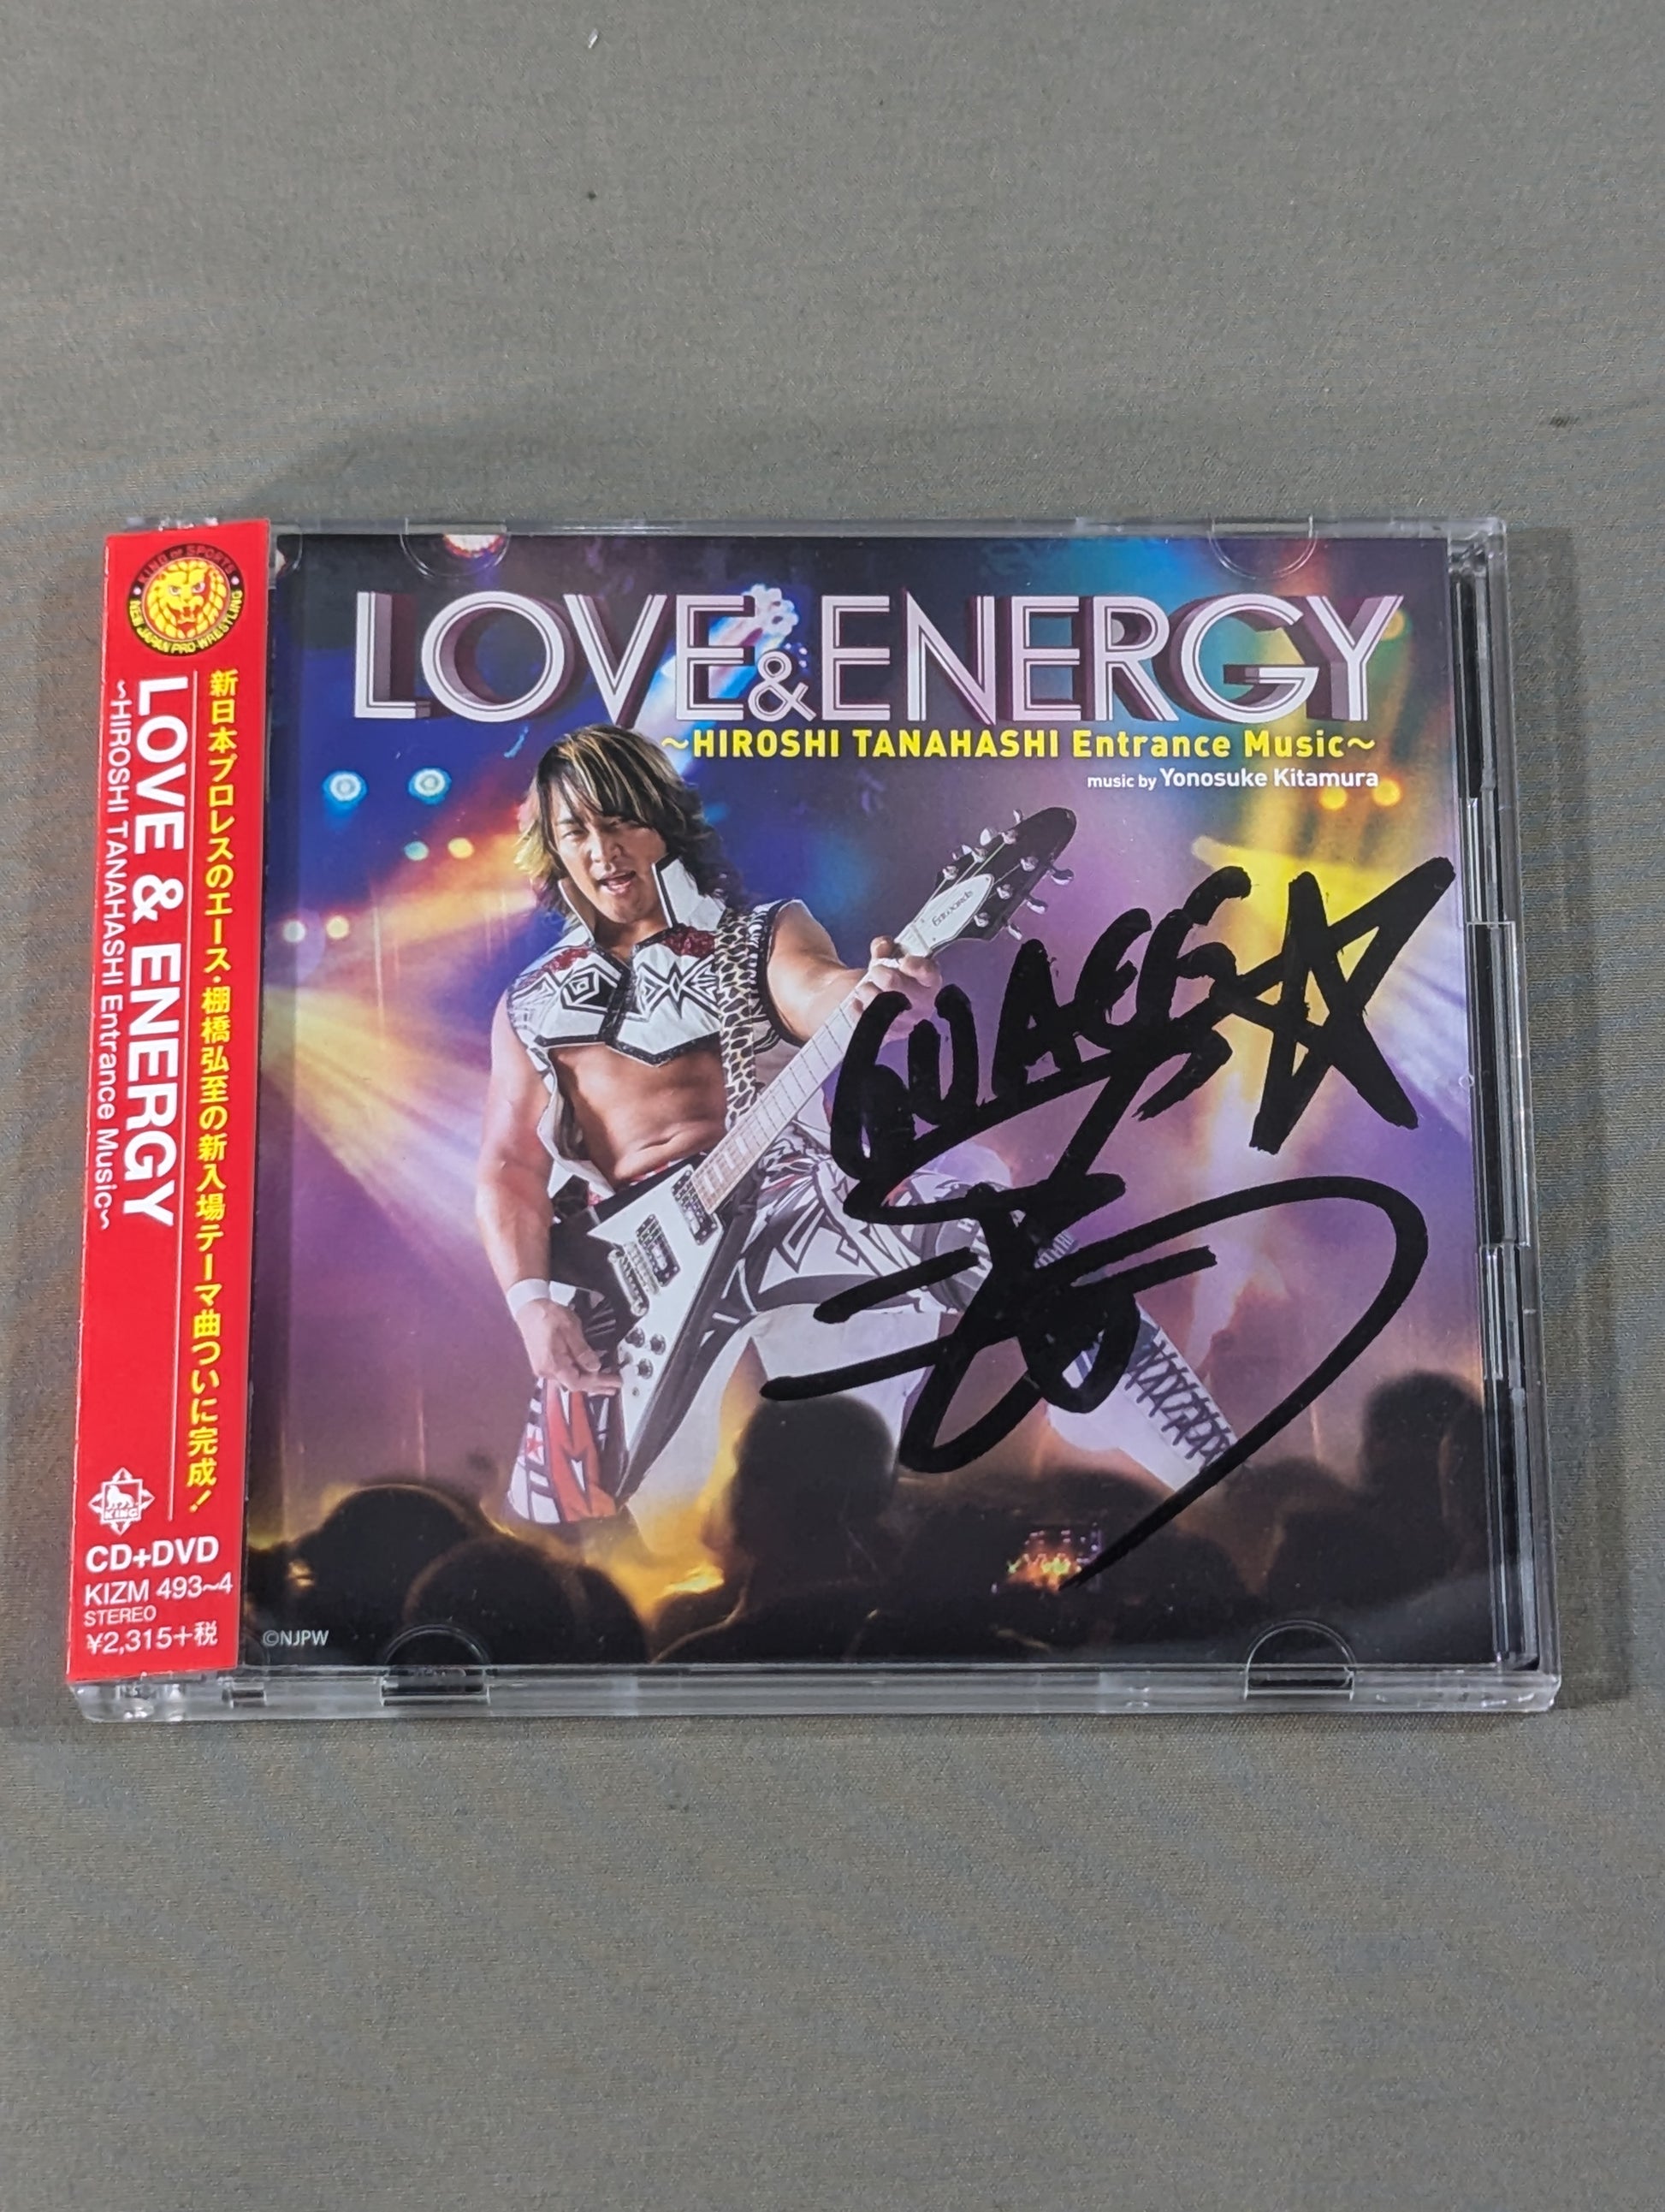 KING OF SPORTS
NEW JAPAN PRO-WRESTLING
新日本プロレスのエース・棚橋弘至の新入場テーマ曲ついに完成！
LOVE & ENERGY
~HIROSHI TANAHASHI Entrance Music~
KING
CD+DVD
KIZM 493~4
STEREO
¥2,315+税
LOVE&ENERGY
~HIROSHI TANAHASHI Entrance Music~
music by Yonosuke Kitamura
Edwards
©NJPW